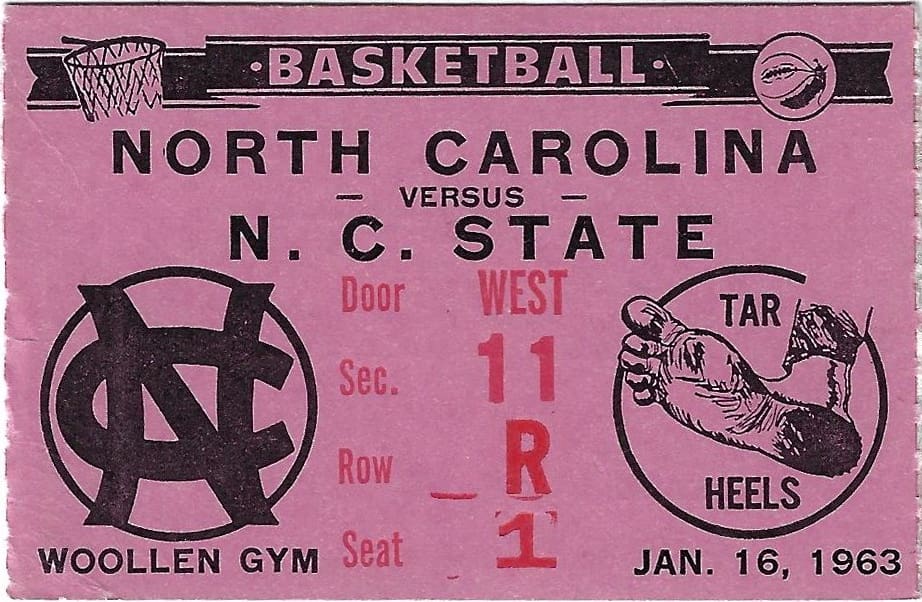 ·BASKETBALL·
NORTH CAROLINA
— VERSUS —
N. C. STATE
Door WEST
Sec. 11
Row R
Seat 1
NC
TAR
HEELS
WOOLLEN GYM
JAN. 16, 1963